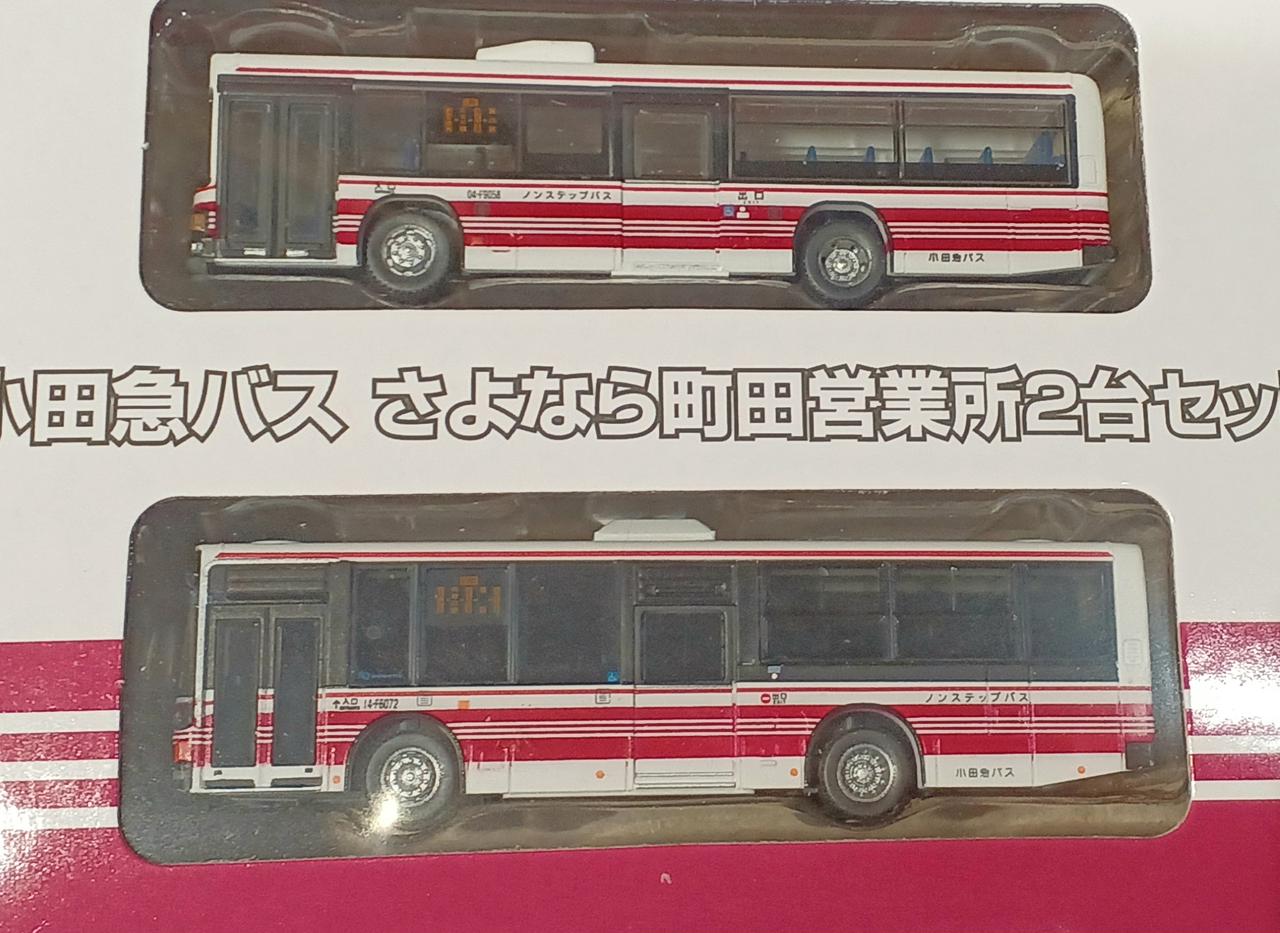 入口
04-F9058 ノンステップバス
出口
小田急バス
小田急バス さよなら町田営業所2台セッ
入口 14-F6072
出口
ノンステップバス
小田急バス